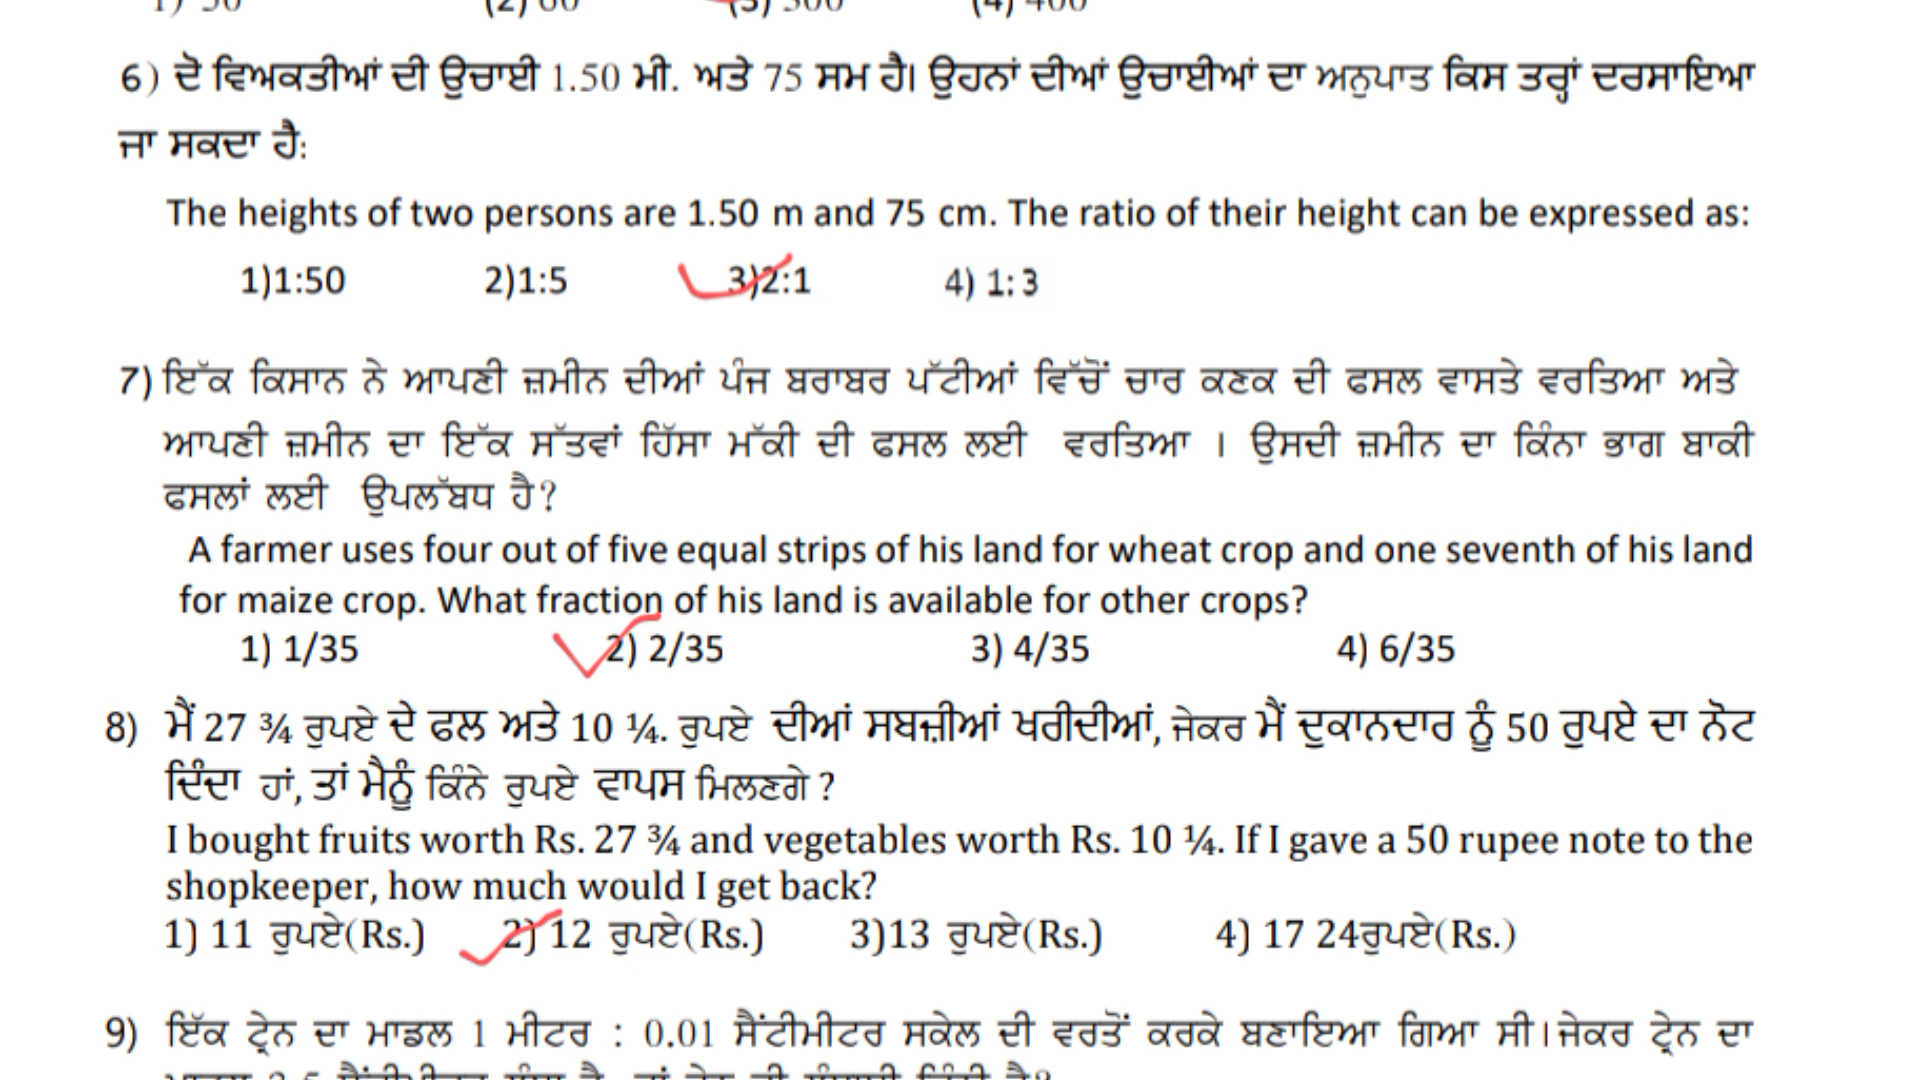 (3) 300
6) ਦੋ ਵਿਅਕਤੀਆਂ ਦੀ ਉਚਾਈ 1.50 ਮੀ. ਅਤੇ 75 ਸਮ ਹੈ। ਉਹਨਾਂ ਦੀਆਂ ਉਚਾਈਆਂ ਦਾ ਅਨੁਪਾਤ ਕਿਸ ਤਰ੍ਹਾਂ ਦਰਸਾਇਆ
ਜਾ ਸਕਦਾ ਹੈ:
The heights of two persons are 1.50 m and 75 cm. The ratio of their height can be expressed as:
1)1:50 2)1:5 3)2:1 4) 1:3
7) ਇੱਕ ਕਿਸਾਨ ਨੇ ਆਪਣੀ ਜ਼ਮੀਨ ਦੀਆਂ ਪੰਜ ਬਰਾਬਰ ਪੱਟੀਆਂ ਵਿੱਚੋਂ ਚਾਰ ਕਣਕ ਦੀ ਫਸਲ ਵਾਸਤੇ ਵਰਤਿਆ ਅਤੇ
ਆਪਣੀ ਜ਼ਮੀਨ ਦਾ ਇੱਕ ਸੱਤਵਾਂ ਹਿੱਸਾ ਮੱਕੀ ਦੀ ਫਸਲ ਲਈ ਵਰਤਿਆ । ਉਸਦੀ ਜ਼ਮੀਨ ਦਾ ਕਿੰਨਾ ਭਾਗ ਬਾਕੀ
ਫਸਲਾਂ ਲਈ ਉਪਲੱਬਧ ਹੈ?
A farmer uses four out of five equal strips of his land for wheat crop and one seventh of his land
for maize crop. What fraction of his land is available for other crops?
1) 1/35 2) 2/35 3) 4/35 4) 6/35
8) ਮੈਂ 27 ¾ ਰੁਪਏ ਦੇ ਫਲ ਅਤੇ 10 ¼. ਰੁਪਏ ਦੀਆਂ ਸਬਜ਼ੀਆਂ ਖਰੀਦੀਆਂ, ਜੇਕਰ ਮੈਂ ਦੁਕਾਨਦਾਰ ਨੂੰ 50 ਰੁਪਏ ਦਾ ਨੋਟ
ਦਿੰਦਾ ਹਾਂ, ਤਾਂ ਮੈਨੂੰ ਕਿੰਨੇ ਰੁਪਏ ਵਾਪਸ ਮਿਲਣਗੇ ?
I bought fruits worth Rs. 27 ¾ and vegetables worth Rs. 10 ¼. If I gave a 50 rupee note to the
shopkeeper, how much would I get back?
1) 11 ਰੁਪਏ(Rs.) 2) 12 ਰੁਪਏ(Rs.) 3)13 ਰੁਪਏ(Rs.) 4) 17 24ਰੁਪਏ(Rs.)
9) ਇੱਕ ਟ੍ਰੇਨ ਦਾ ਮਾਡਲ 1 ਮੀਟਰ : 0.01 ਸੈਂਟੀਮੀਟਰ ਸਕੇਲ ਦੀ ਵਰਤੋਂ ਕਰਕੇ ਬਣਾਇਆ ਗਿਆ ਸੀ।ਜੇਕਰ ਟ੍ਰੇਨ ਦਾ